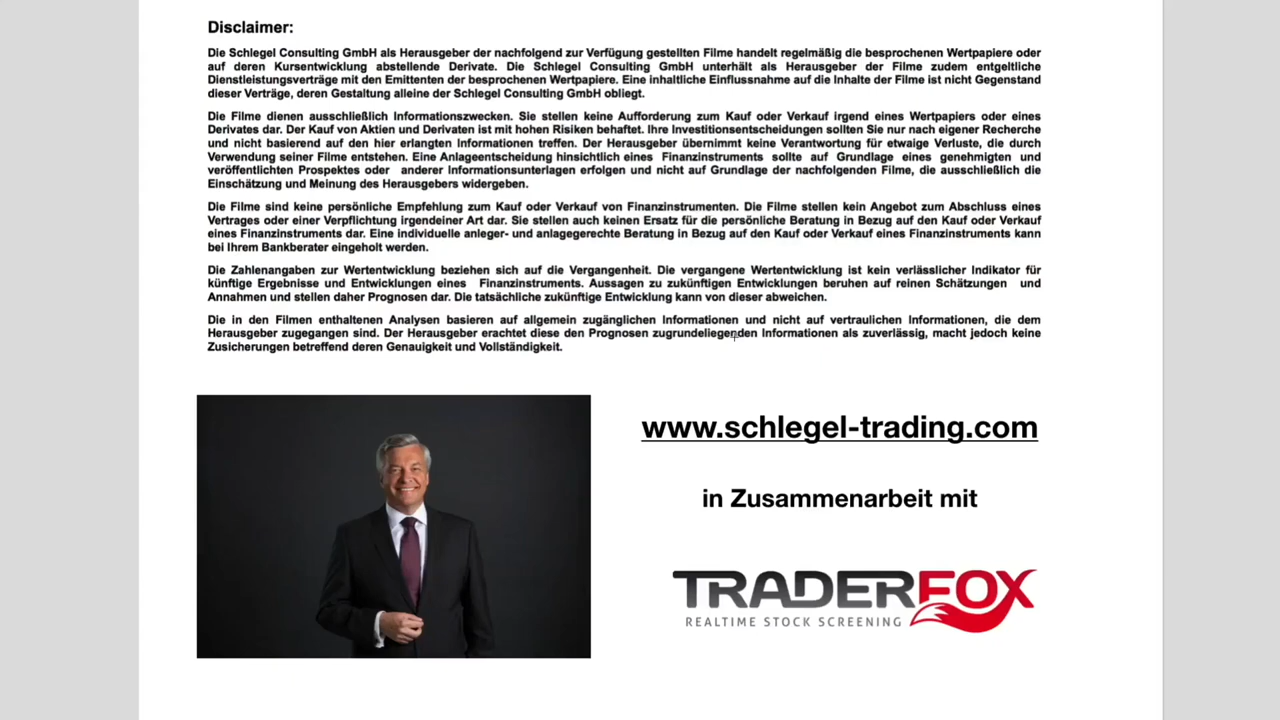 Disclaimer:
Die Schlegel Consulting GmbH als Herausgeber der nachfolgend zur Verfügung gestellten Filme handelt regelmäßig die besprochenen Wertpapiere oder
auf deren Kursentwicklung abstellende Derivate. Die Schlegel Consulting GmbH unterhält als Herausgeber der Filme zudem entgeltliche
Dienstleistungsverträge mit den Emittenten der besprochenen Wertpapiere. Eine inhaltliche Einflussnahme auf die Inhalte der Filme ist nicht Gegenstand
dieser Verträge, deren Gestaltung alleine der Schlegel Consulting GmbH obliegt.
Die Filme dienen ausschließlich Informationszwecken. Sie stellen keine Aufforderung zum Kauf oder Verkauf irgend eines Wertpapiers oder eines
Derivates dar. Der Kauf von Aktien und Derivaten ist mit hohen Risiken behaftet. Ihre Investitionsentscheidungen sollten Sie nur nach eigener Recherche
und nicht basierend auf den hier erlangten Informationen treffen. Der Herausgeber übernimmt keine Verantwortung für etwaige Verluste, die durch
Verwendung seiner Filme entstehen. Eine Anlageentscheidung hinsichtlich eines Finanzinstruments sollte auf Grundlage eines genehmigten und
veröffentlichten Prospektes oder anderer Informationsunterlagen erfolgen und nicht auf Grundlage der nachfolgenden Filme, die ausschließlich die
Einschätzung und Meinung des Herausgebers widergeben.
Die Filme sind keine persönliche Empfehlung zum Kauf oder Verkauf von Finanzinstrumenten. Die Filme stellen kein Angebot zum Abschluss eines
Vertrages oder einer Verpflichtung irgendeiner Art dar. Sie stellen auch keinen Ersatz für die persönliche Beratung in Bezug auf den Kauf oder Verkauf
eines Finanzinstruments dar. Eine individuelle anleger- und anlagegerechte Beratung in Bezug auf den Kauf oder Verkauf eines Finanzinstruments kann
bei Ihrem Bankberater eingeholt werden.
Die Zahlenangaben zur Wertentwicklung beziehen sich auf die Vergangenheit. Die vergangene Wertentwicklung ist kein verlässlicher Indikator für
künftige Ergebnisse und Entwicklungen eines Finanzinstruments. Aussagen zu zukünftigen Entwicklungen beruhen auf reinen Schätzungen und
Annahmen und stellen daher Prognosen dar. Die tatsächliche zukünftige Entwicklung kann von dieser abweichen.
Die in den Filmen enthaltenen Analysen basieren auf allgemein zugänglichen Informationen und nicht auf vertraulichen Informationen, die dem
Herausgeber zugegangen sind. Der Herausgeber erachtet diese den Prognosen zugrundeliegenden Informationen als zuverlässig, macht jedoch keine
Zusicherungen betreffend deren Genauigkeit und Vollständigkeit.
www.schlegel-trading.com
in Zusammenarbeit mit
TRADERFOX
REALTIME STOCK SCREENING